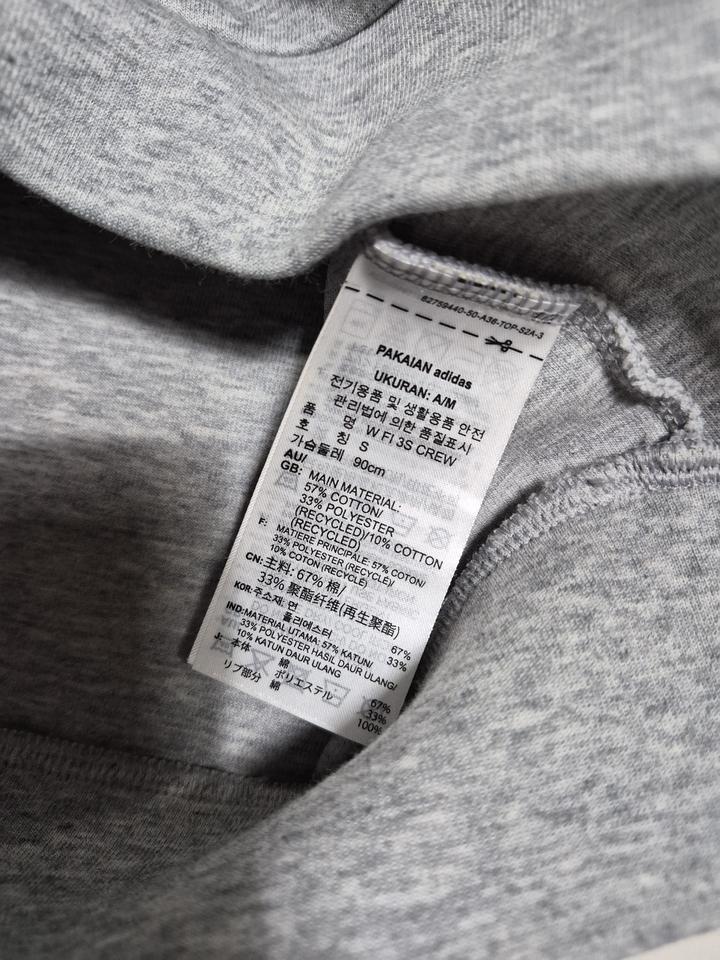 62759440-50-A36-TOP-S2A-3
PAKAIAN adidas
UKURAN: A/M
전기용품 및 생활용품 안전
관리법에 의한 품질표시
품 명 W FI 3S CREW
호 칭 S
가슴둘레 90cm
AU/
GB: MAIN MATERIAL:
57% COTTON/
33% POLYESTER
(RECYCLED)/10% COTTON
(RECYCLED)
F: MATIERE PRINCIPALE: 57% COTON/
33% POLYESTER (RECYCLE)/
10% COTON (RECYCLE)
CN: 主料: 67% 棉/
33% 聚酯纤维(再生聚酯)
KOR: 주소재: 면 67%
폴리에스터 33%
IND: MATERIAL UTAMA: 57% KATUN/
33% POLYESTER HASIL DAUR ULANG/
10% KATUN DAUR ULANG
J: 本体 綿 67%
ポリエステル 33%
リブ部分 綿 100%